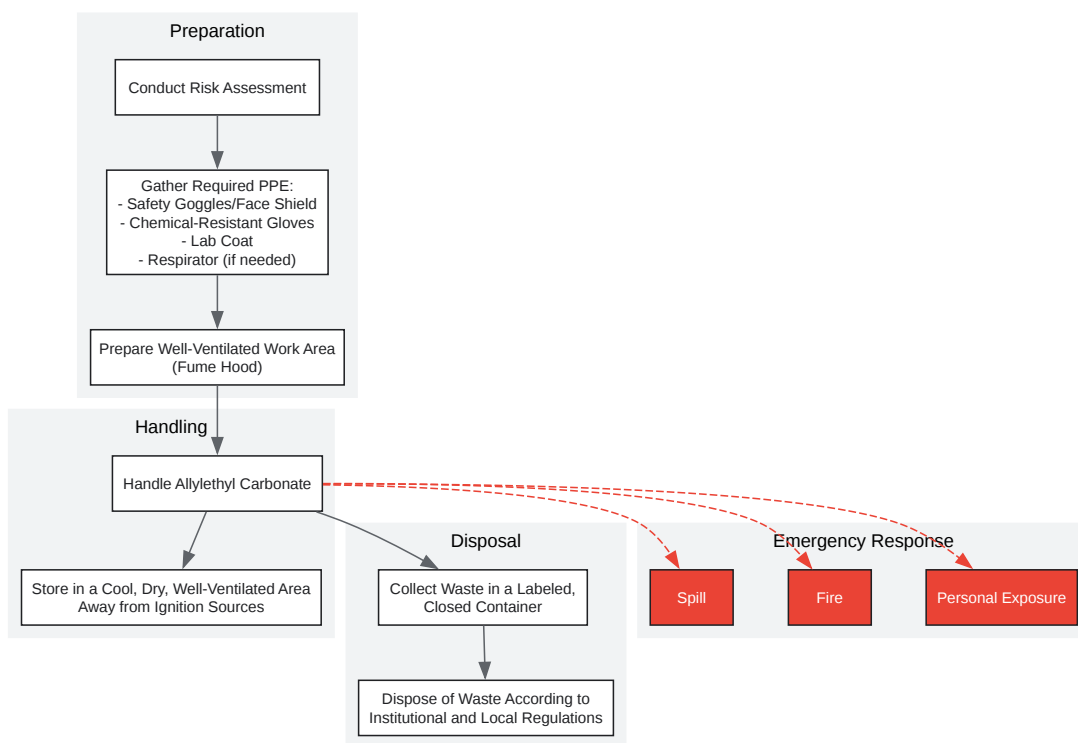 Preparation
Conduct Risk Assessment
Gather Required PPE:
- Safety Goggles/Face Shield
- Chemical-Resistant Gloves
- Lab Coat
- Respirator (if needed)
Prepare Well-Ventilated Work Area
(Fume Hood)
Handling
Handle Allylethyl Carbonate
Store in a Cool, Dry, Well-Ventilated Area
Away from Ignition Sources
Disposal
Collect Waste in a Labeled,
Closed Container
Dispose of Waste According to
Institutional and Local Regulations
Emergency Response
Spill
Fire
Personal Exposure